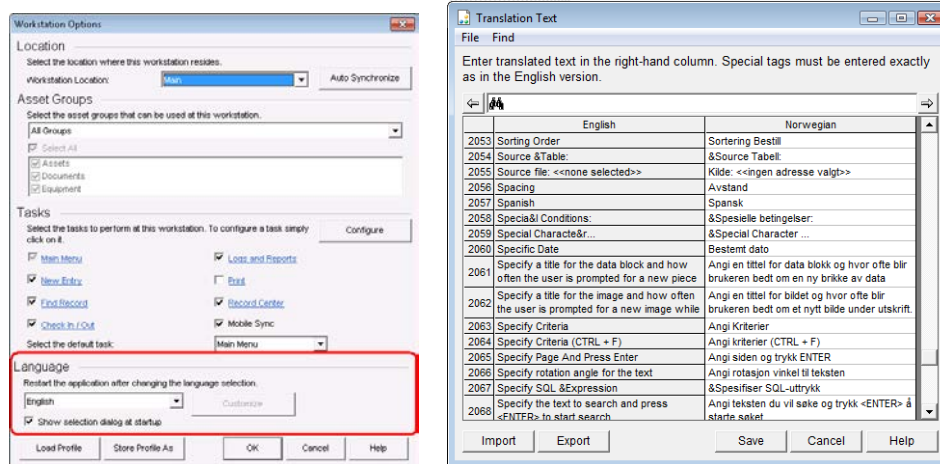 Workstation Options
Location
Select the location where this workstation resides.
Workstation Location:
Main
Auto Synchronize
Asset Groups
Select the asset groups that can be used at this workstation.
All Groups
Select All
Assets
Documents
Equipment
Tasks
Select the tasks to perform at this workstation. To configure a task simply
click on it.
Configure
Main Menu
Logs and Reports
New Entry
Print
Find Record
Record Center
Check In / Out
Mobile Sync
Select the default task:
Main Menu
Language
Restart the application after changing the language selection.
English
Customize
Show selection dialog at startup
Load Profile
Store Profile As
OK
Cancel
Help
Translation Text
File Find
Enter translated text in the right-hand column. Special tags must be entered exactly
as in the English version.
English Norwegian
2053 Sorting Order Sortering Bestill
2054 Source &Table: &Source Tabell:
2055 Source file: <<none selected>> Kilde: <<ingen adresse valgt>>
2056 Spacing Avstand
2057 Spanish Spansk
2058 Specia&l Conditions: &Spesielle betingelser:
2059 Special Characte&r... &Special Character ...
2060 Specific Date Bestemt dato
2061
Specify a title for the data block and how
often the user is prompted for a new piece
Angi en tittel for data blokk og hvor ofte blir
brukeren bedt om en ny brikke av data
2062
Specify a title for the image and how often
the user is prompted for a new image while
Angi en tittel for bildet og hvor ofte blir
brukeren bedt om et nytt bilde under utskrift.
2063 Specify Criteria Angi Kriterier
2064 Specify Criteria (CTRL + F) Angi kriterier (CTRL + F)
2065 Specify Page And Press Enter Angi siden og trykk ENTER
2066 Specify rotation angle for the text Angi rotasjon vinkel til teksten
2067 Specify SQL &Expression &Spesifiser SQL-uttrykk
2068
Specify the text to search and press
<ENTER> to start search
Angi teksten du vil søke og trykk <ENTER> å
starte søket
Import
Export
Save
Cancel
Help